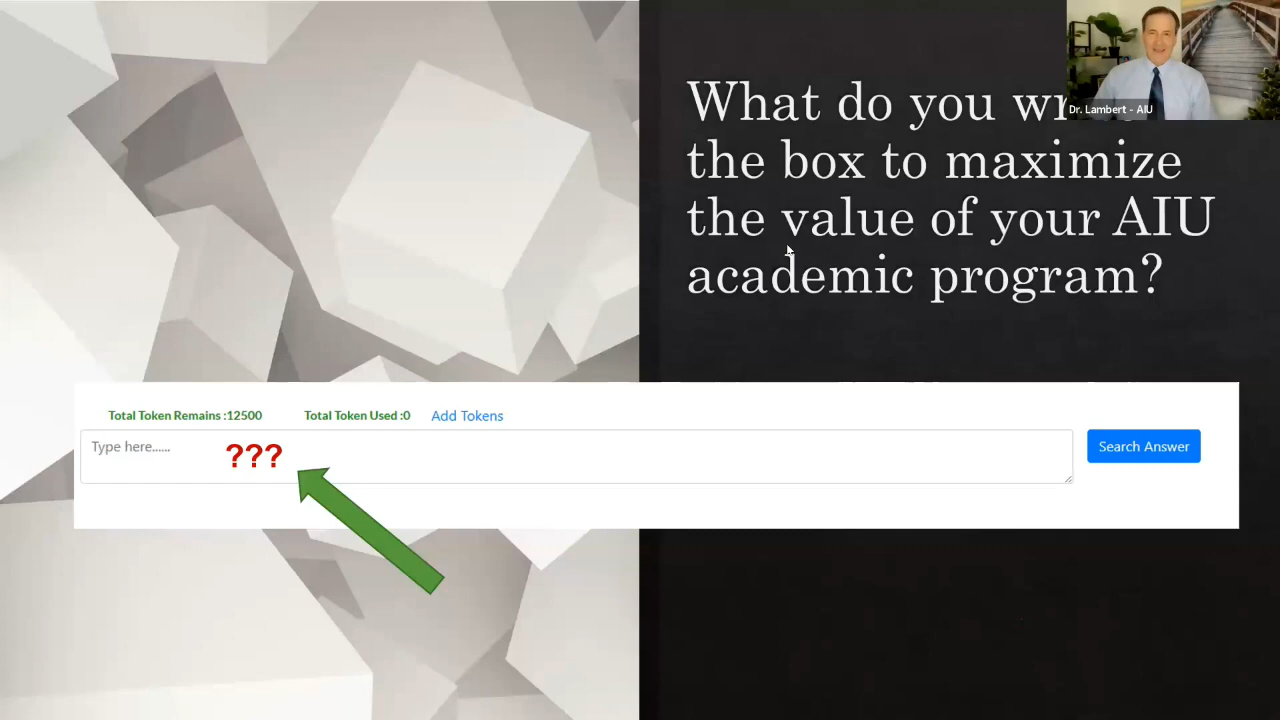 What do you wr
the box to maximize
the value of your AIU
academic program?
Dr. Lambert - AIU
Total Token Remains :12500 Total Token Used :0 Add Tokens
Type here...... ???
Search Answer